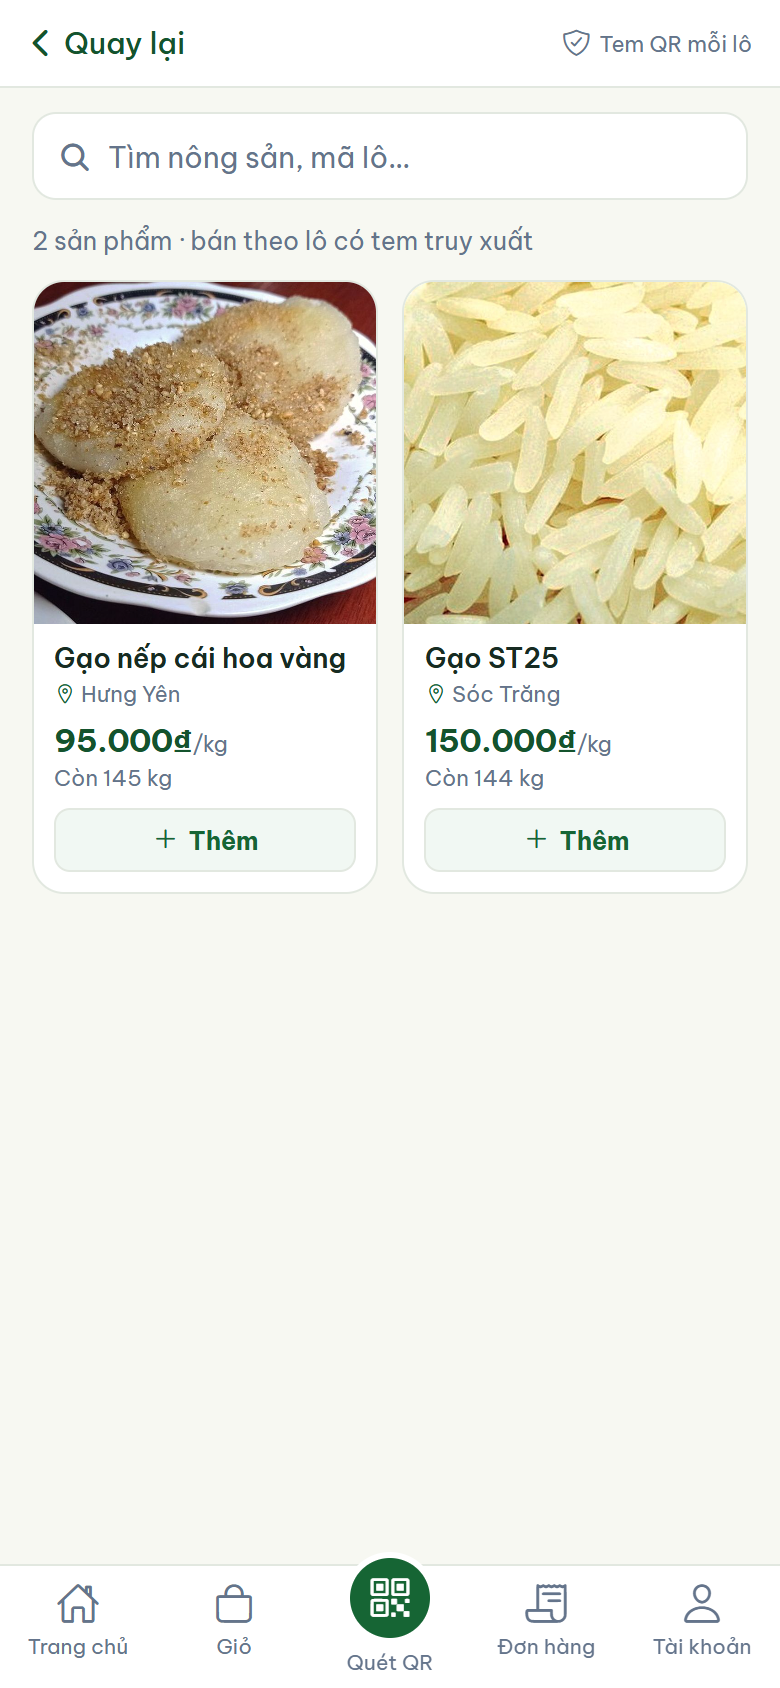 Quay lại
Tem QR mỗi lô
Tìm nông sản, mã lô...
2 sản phẩm · bán theo lô có tem truy xuất
Gạo nếp cái hoa vàng
Hưng Yên
95.000₫/kg
Còn 145 kg
+ Thêm
Gạo ST25
Sóc Trăng
150.000₫/kg
Còn 144 kg
+ Thêm
Trang chủ
Giỏ
Quét QR
Đơn hàng
Tài khoản